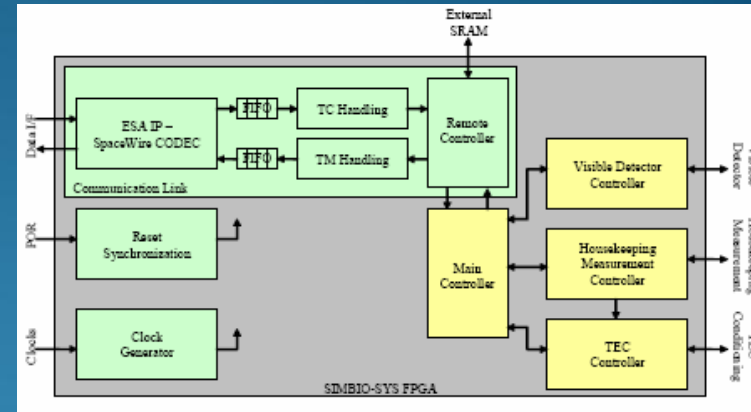 External
SRAM
ESA IP –
SpaceWire CODEC
FIFO
TC Handling
Remote
Controller
FIFO
TM Handling
Communication Link
Data I/F
Visible Detector
Controller
Detector
POR
Reset
Synchronization
Main
Controller
Housekeeping
Measurement
Controller
Measurement
Clocks
Clock
Generator
TEC
Controller
Conditioning
SIMBIO-SYS FPGA